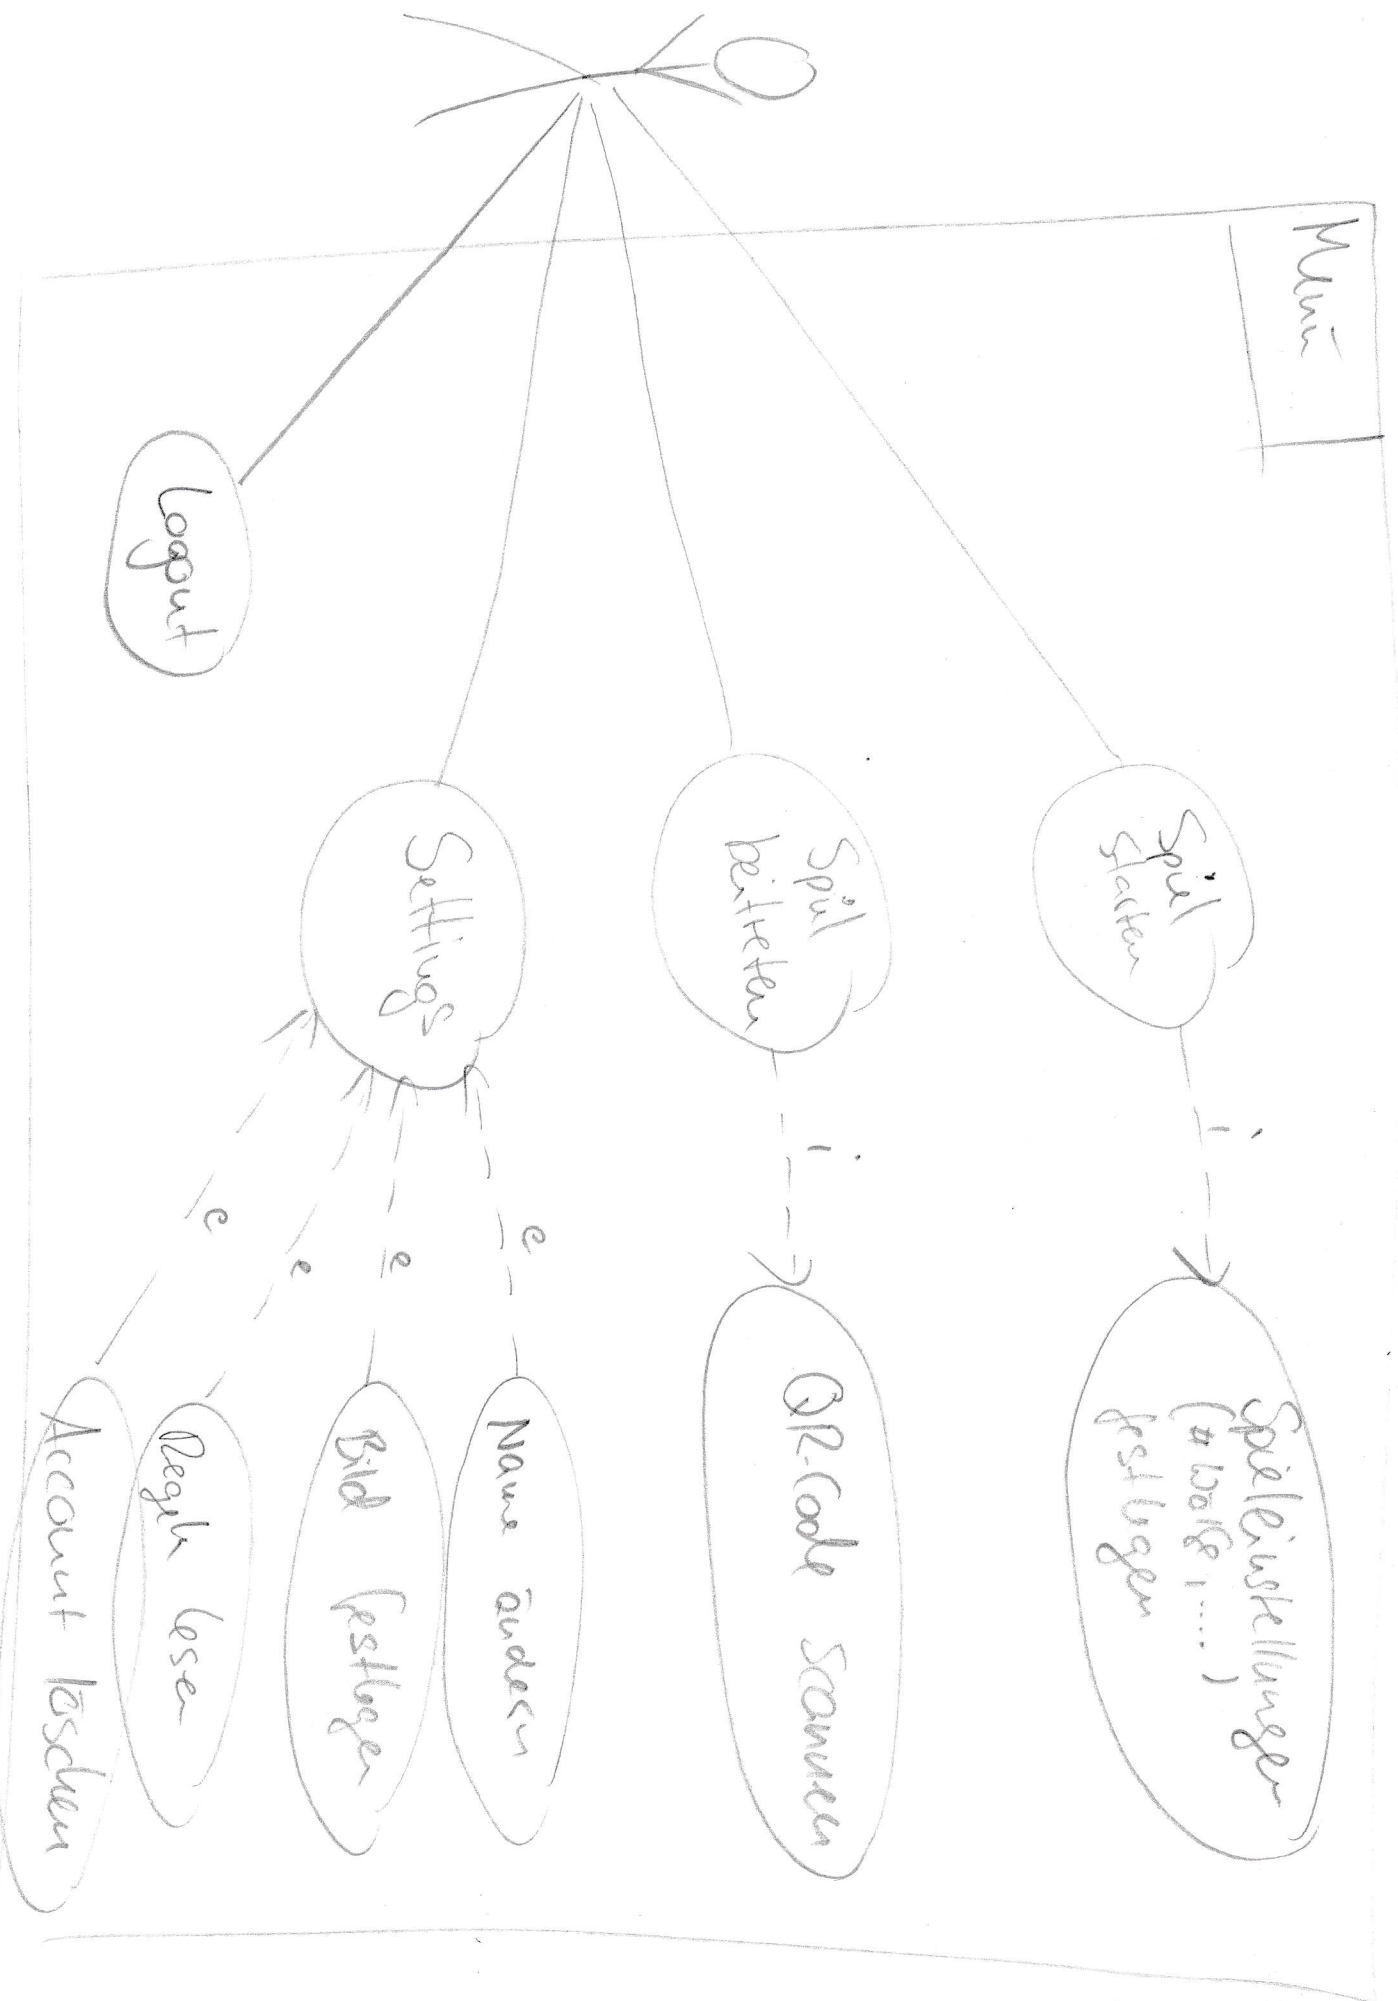 Menü
Spiel
starten
i
Spieleinstellungen
(#Wölfe,....)
festlegen
Spiel
beitreten
i
QR-Code Scannen
Settings
e
Name ändern
e
Bild festlegen
e
Regeln lesen
e
Account löschen
Logout